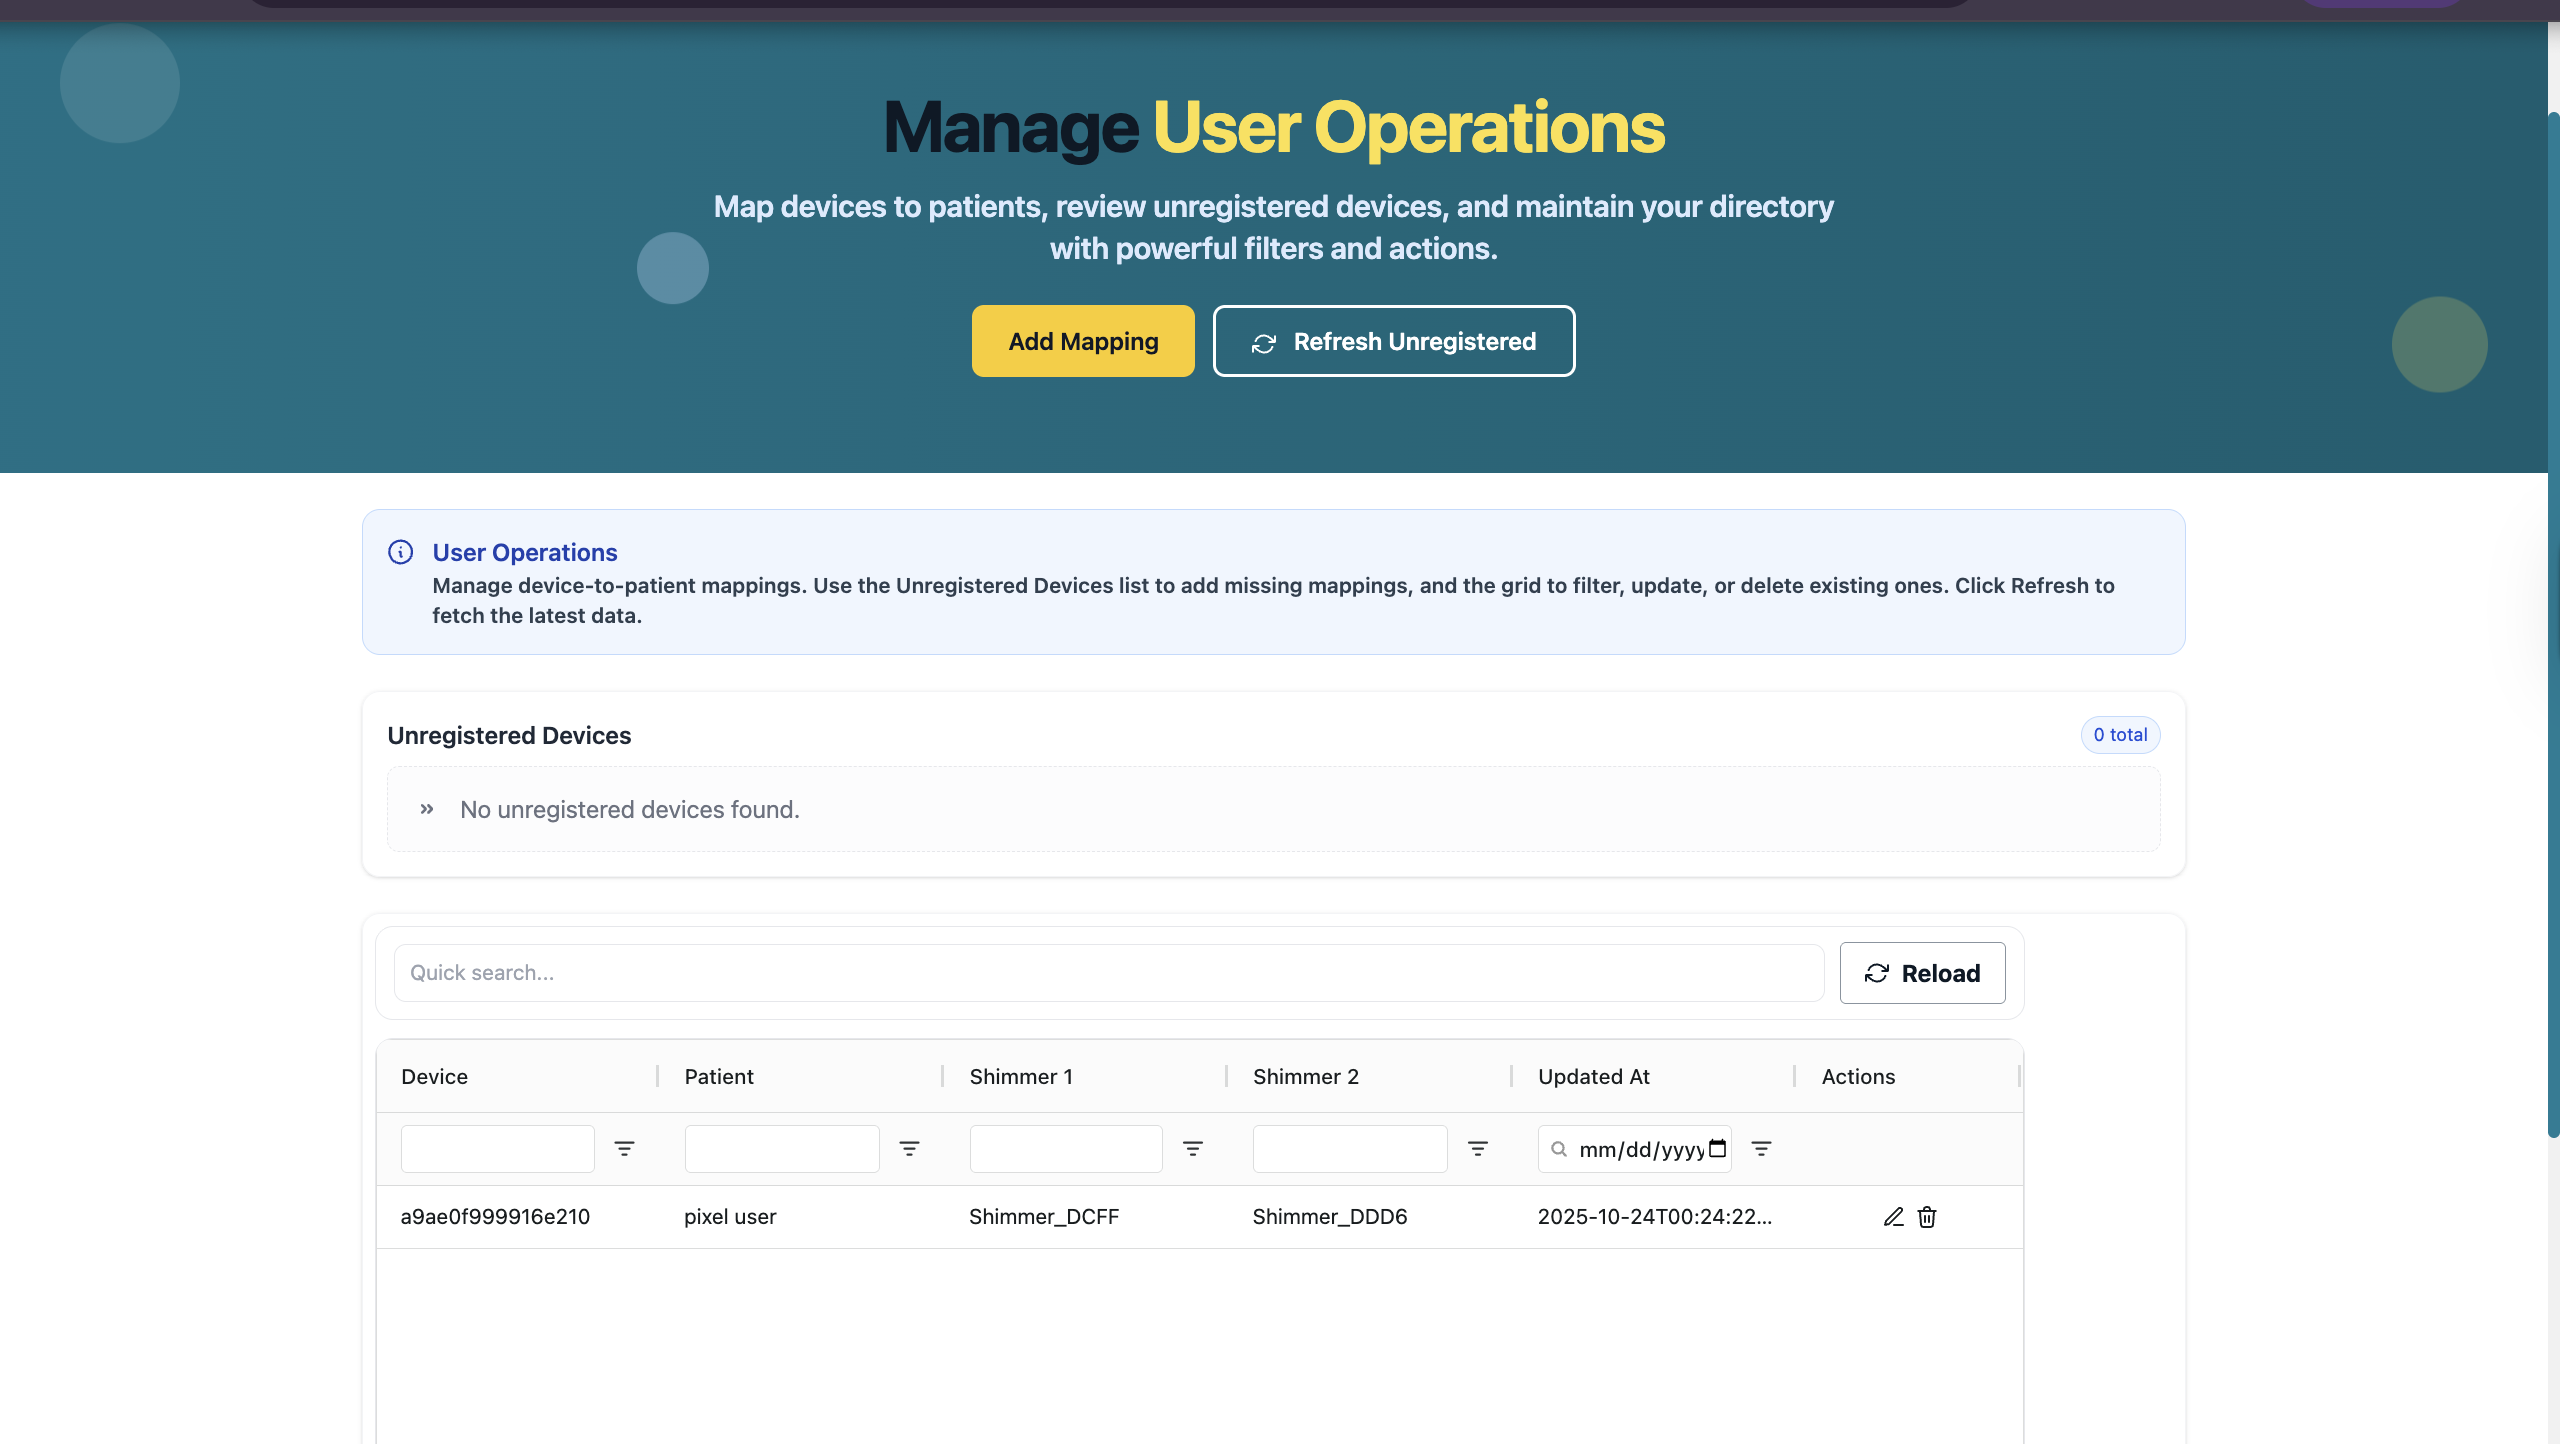 Manage User Operations
Map devices to patients, review unregistered devices, and maintain your directory
with powerful filters and actions.
Add Mapping
Refresh Unregistered
User Operations
Manage device-to-patient mappings. Use the Unregistered Devices list to add missing mappings, and the grid to filter, update, or delete existing ones. Click Refresh to
fetch the latest data.
Unregistered Devices
0 total
» No unregistered devices found.
Quick search...
Reload
Device Patient Shimmer 1 Shimmer 2 Updated At Actions
mm/dd/yyyy
a9ae0f999916e210 pixel user Shimmer_DCFF Shimmer_DDD6 2025-10-24T00:24:22...